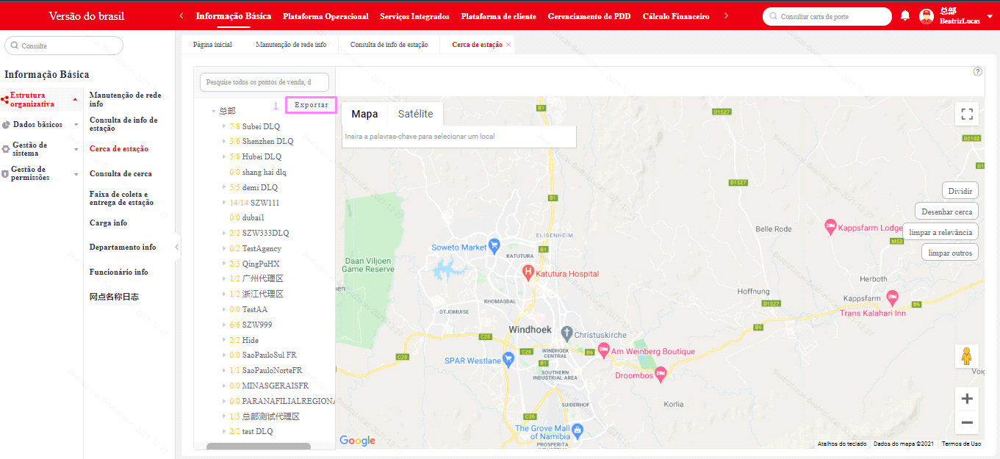 Versão do brasil
Informação Básica
Plataforma Operacional
Serviços Integrados
Plataforma de cliente
Gerenciamento de PDD
Cálculo Financeiro
Consultar carta de porte
总部
BeatrizLucas
Consulte
Página inicial
Manutenção de rede info
Consulta de info de estação
Cerca de estação ×
Informação Básica
Estrutura
organizativa
Dados bãsicos
Gestão de
sistema
Gestão de
permissões
Manutenção de rede
info
Consulta de info de
estação
Cerca de estação
Consulta de cerca
Faixa de coleta e
entrega de estação
Carga info
Departamento info
Funcionário info
网点名称日志
Pesquise todos os pontos de venda, d
1
Exportar
总部
7/8 Subei DLQ
3/6 Shenzhen DLQ
5/8 Hubei DLQ
0/0 shang hai dlq
5/5 demi DLQ
14/14 SZW111
0/0 dubai1
2/2 SZW333DLQ
0/2 TestAgency
2/3 QingPuHX
1/2 广州代理区
1/2 浙江代理区
0/0 TestAA
6/6 SZW999
2/2 Hide
0/0 SaoPauloSul FR
1/1 SaoPauloNorteFR
0/0 MINASGERAISFR
0/0 PARANAFILIALREGIONA
1/3 总部测试代理区
2/2 test DLQ
?
Mapa
Satélite
Insira a palavras-chave para selecionar um local
B1
D1527
D2102
D1527
B1
Dividir
Desenhar cerca
limpar a relevância
limpar outros
Belle Rode
Kappsfarm Lodge
M53
ELISENHEIM
Soweto Market
KATUTURA
B1
Daan Viljoen
Game Reserve
Katutura Hospital
Herboth
Hoffnung
Kappsfarm
D1527
B6
Trans Kalahari Inn
KHOMASDAL
OTJOMUISE
Windhoek
Christuskirche
B6
C28
WINDHOEK
CENTRAL
C28
B6
Am Weinberg Boutique
C28
SPAR Westlane
B1
SOUTHERN
INDUSTRIAL AREA
Droombos
Korlia
SUIDERHOF
C26
The Grove Mall
of Namibia
PROSPERITA
Google
Atalhos do teclado
Dados do mapa ©2021
Termos de Uso